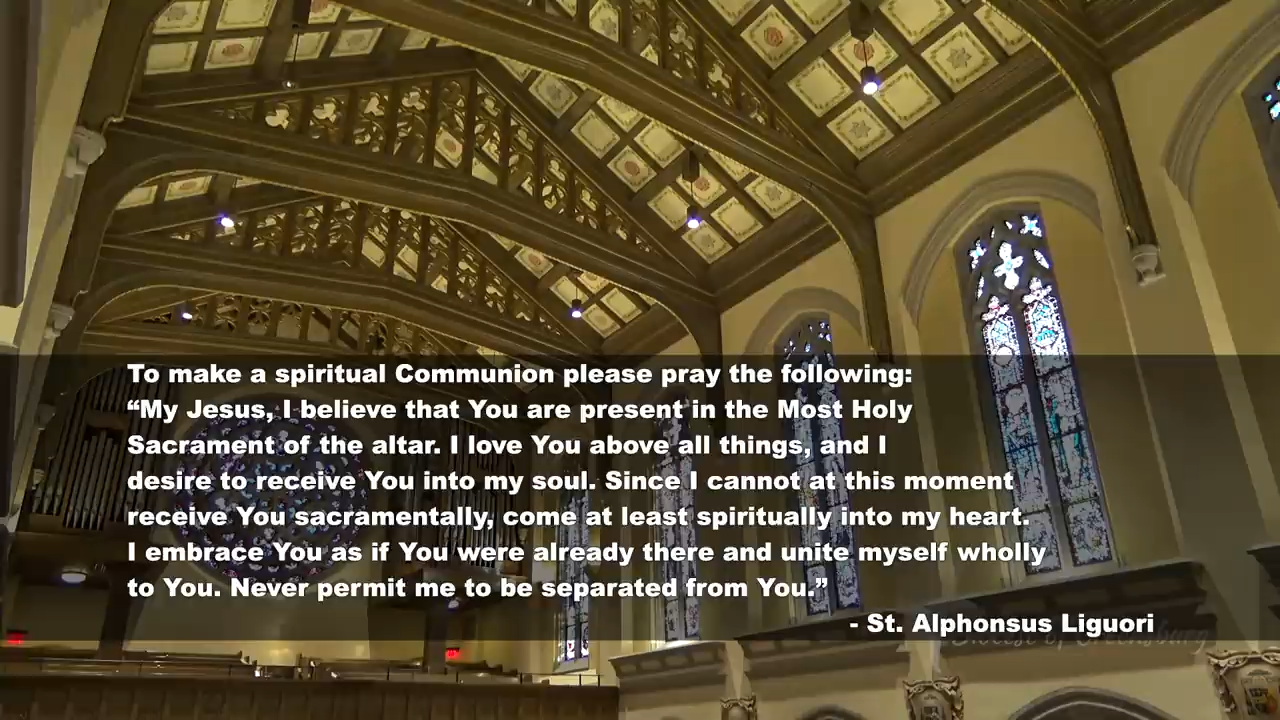 To make a spiritual Communion please pray the following:
“My Jesus, I believe that You are present in the Most Holy
Sacrament of the altar. I love You above all things, and I
desire to receive You into my soul. Since I cannot at this moment
receive You sacramentally, come at least spiritually into my heart.
I embrace You as if You were already there and unite myself wholly
to You. Never permit me to be separated from You.”
- St. Alphonsus Liguori
Diocese of Greensburg